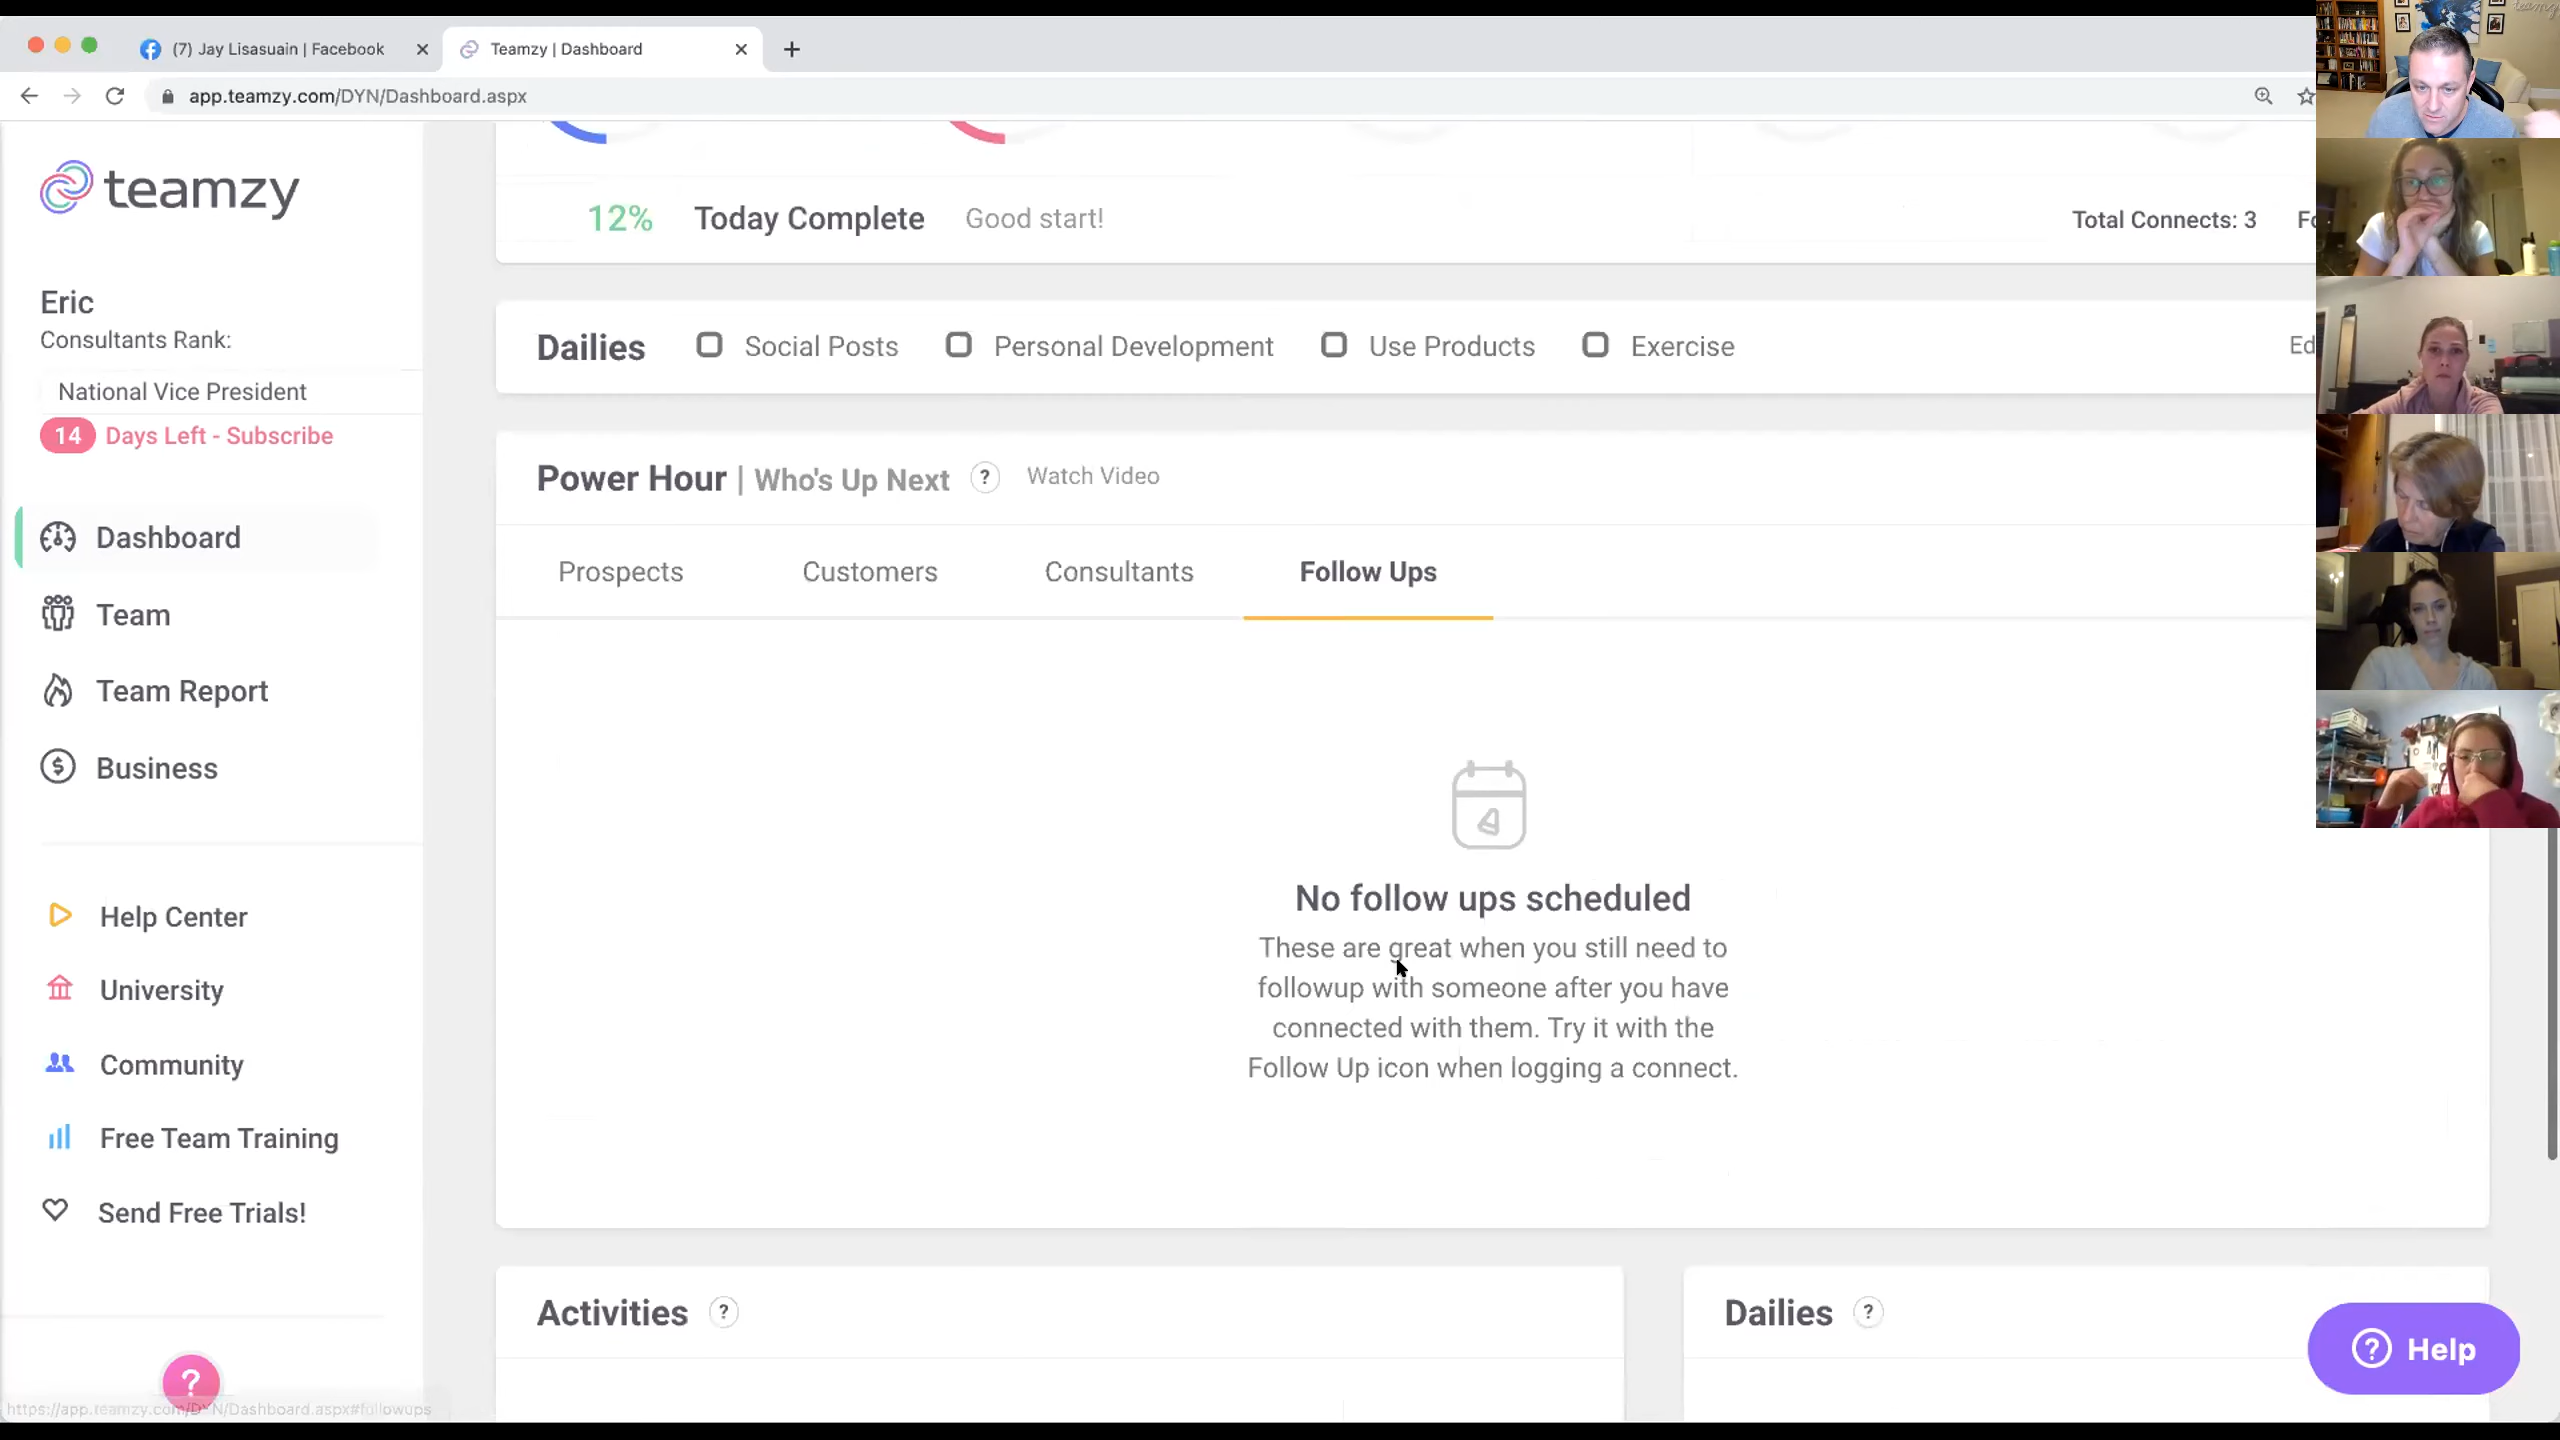 (7) Jay Lisasuain | Facebook
Teamzy | Dashboard
app.teamzy.com/DYN/Dashboard.aspx
teamzy
Eric
Consultants Rank:
National Vice President
14 Days Left - Subscribe
Dashboard
Team
Team Report
Business
Help Center
University
Community
Free Team Training
Send Free Trials!
?
https://app.teamzy.com/DYN/Dashboard.aspx#followups
12% Today Complete Good start!
Total Connects: 3
Dailies Social Posts Personal Development Use Products Exercise
Power Hour | Who's Up Next ? Watch Video
Prospects Customers Consultants Follow Ups
No follow ups scheduled
These are great when you still need to
followup with someone after you have
connected with them. Try it with the
Follow Up icon when logging a connect.
Activities ?
Dailies ?
? Help